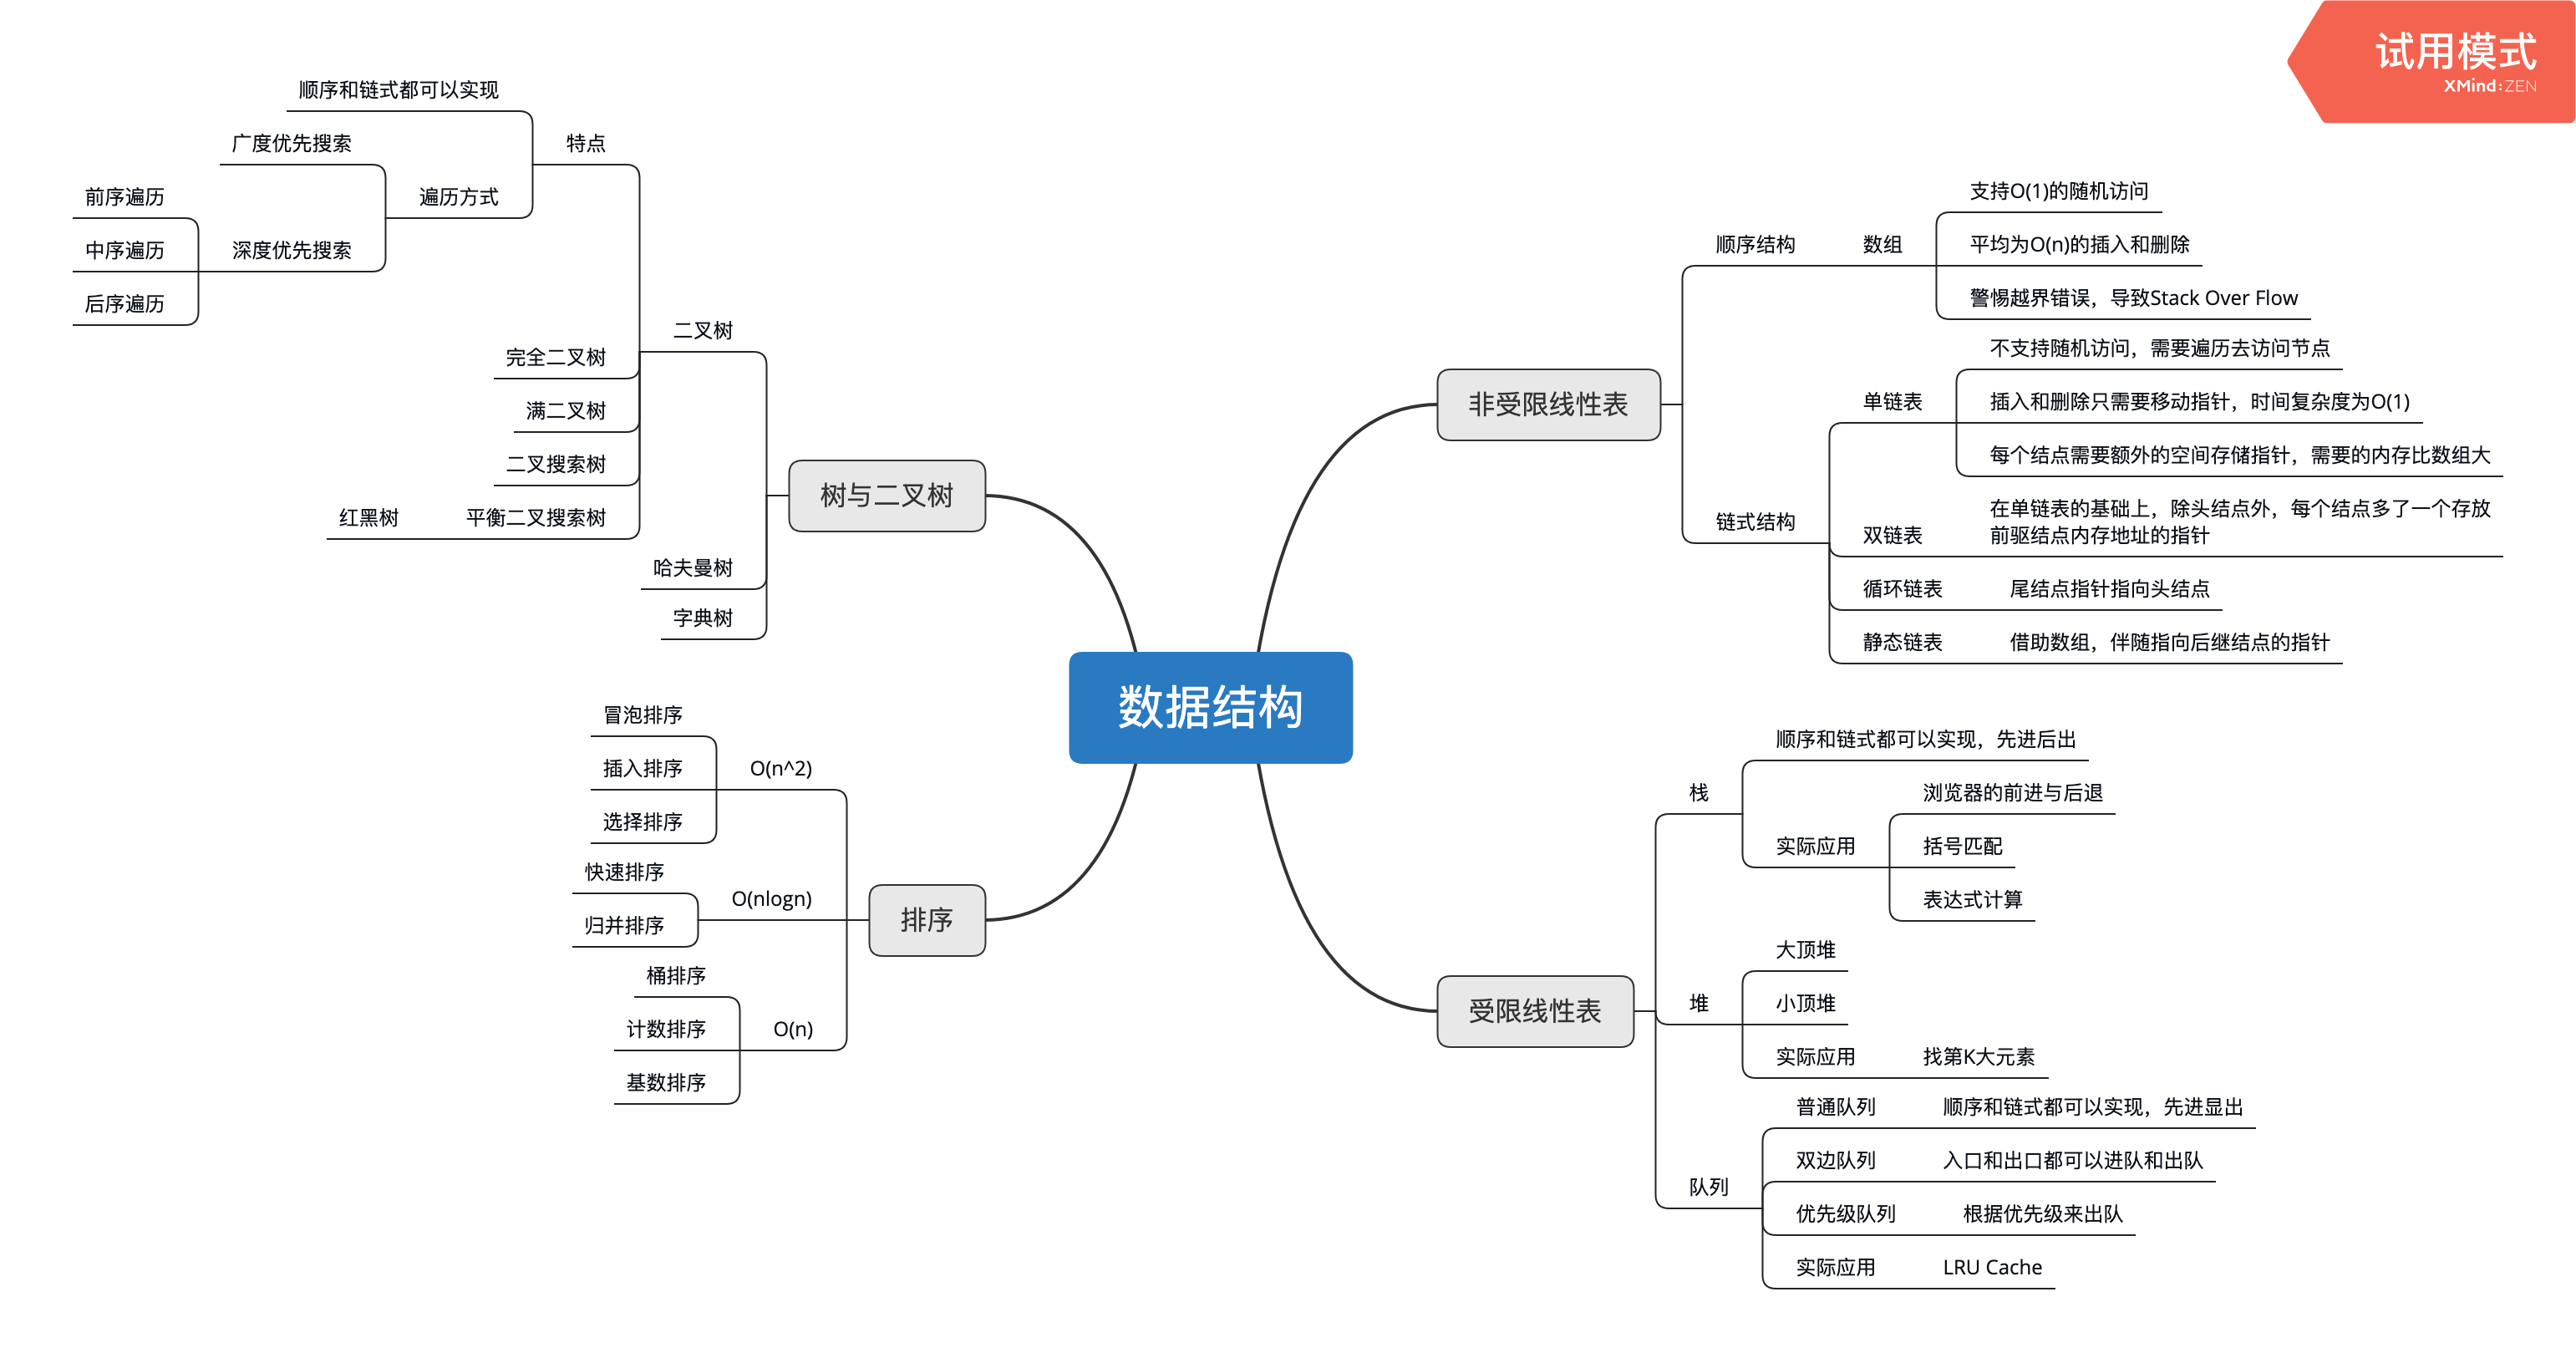 试用模式
XMind:ZEN
数据结构
非受限线性表
顺序结构
数组
支持O(1)的随机访问
平均为O(n)的插入和删除
警惕越界错误，导致Stack Over Flow
链式结构
单链表
不支持随机访问，需要遍历去访问节点
插入和删除只需要移动指针，时间复杂度为O(1)
每个结点需要额外的空间存储指针，需要的内存比数组大
双链表
在单链表的基础上，除头结点外，每个结点多了一个存放
前驱结点内存地址的指针
循环链表
尾结点指针指向头结点
静态链表
借助数组，伴随指向后继结点的指针
受限线性表
栈
顺序和链式都可以实现，先进后出
实际应用
浏览器的前进与后退
括号匹配
表达式计算
堆
大顶堆
小顶堆
实际应用
找第K大元素
队列
普通队列
顺序和链式都可以实现，先进显出
双边队列
入口和出口都可以进队和出队
优先级队列
根据优先级来出队
实际应用
LRU Cache
树与二叉树
二叉树
特点
顺序和链式都可以实现
遍历方式
广度优先搜索
深度优先搜索
前序遍历
中序遍历
后序遍历
完全二叉树
满二叉树
二叉搜索树
平衡二叉搜索树
红黑树
哈夫曼树
字典树
排序
O(n^2)
冒泡排序
插入排序
选择排序
O(nlogn)
快速排序
归并排序
O(n)
桶排序
计数排序
基数排序